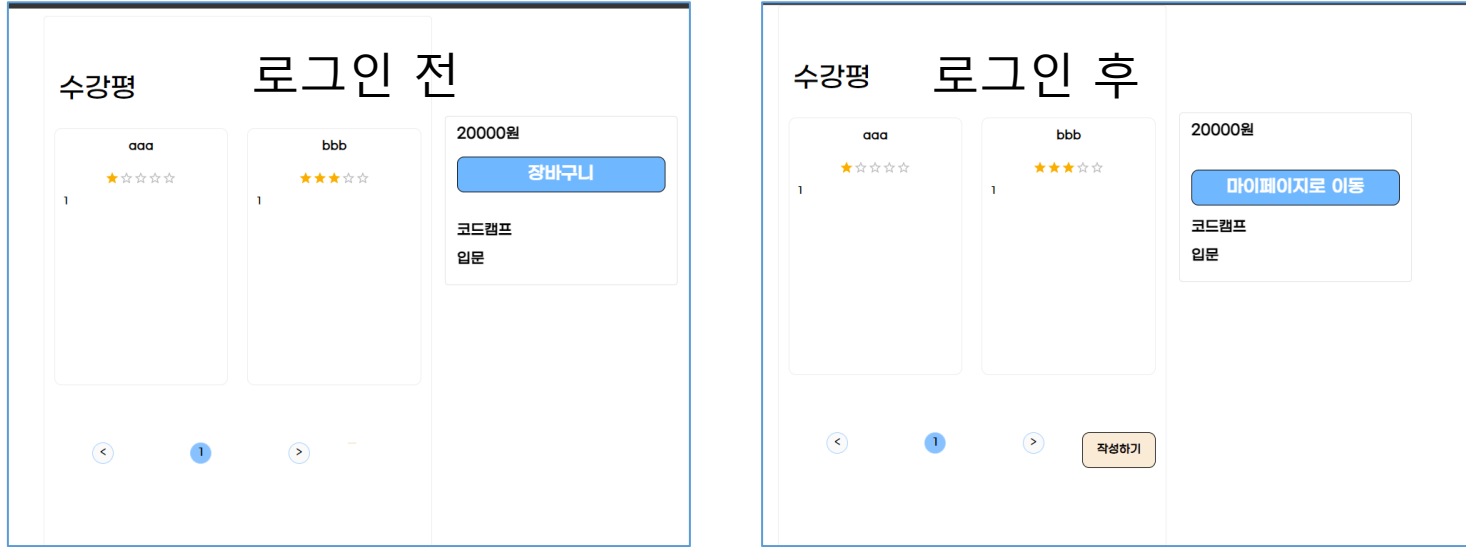 로그인 전
수강평
aaa
1
bbb
1
<
1
>
20000원
장바구니
코드캠프
입문
로그인 후
수강평
aaa
1
bbb
1
<
1
>
작성하기
20000원
마이페이지로 이동
코드캠프
입문